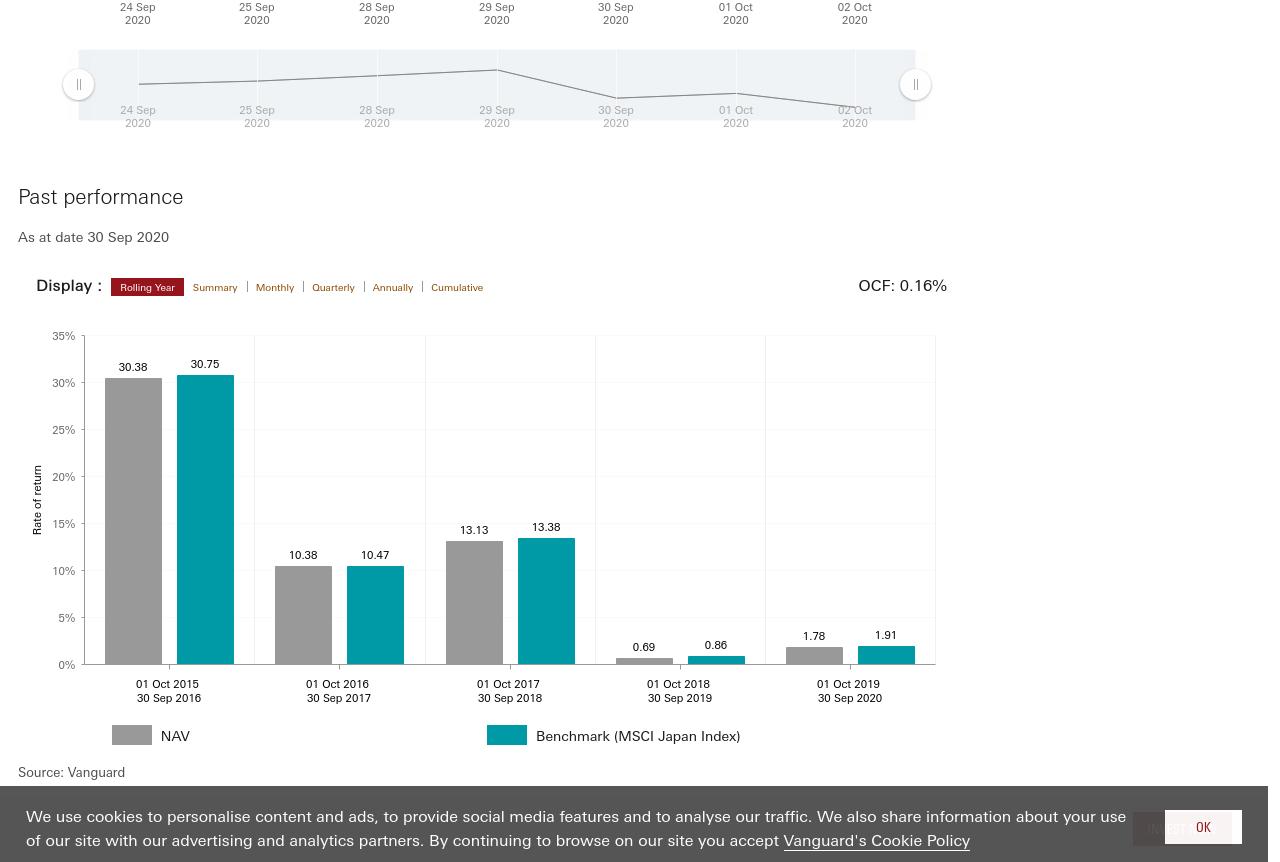 24 Sep 25 Sep 28 Sep 29 Sep 30 Sep 01 Oct 02 Oct
2020 2020 2020 2020 2020 2020 2020
24 Sep 25 Sep 28 Sep 29 Sep 30 Sep 01 Oct 02 Oct
2020 2020 2020 2020 2020 2020 2020
Past performance
As at date 30 Sep 2020
Display : Rolling Year Summary Monthly Quarterly Annually Cumulative OCF: 0.16%
35%
30.38 30.75
30%
25%
20%
Rate of return
15%
13.13 13.38
10.38 10.47
10%
5%
0.69 0.86 1.78 1.91
0%
01 Oct 2015 01 Oct 2016 01 Oct 2017 01 Oct 2018 01 Oct 2019
30 Sep 2016 30 Sep 2017 30 Sep 2018 30 Sep 2019 30 Sep 2020
NAV Benchmark (MSCI Japan Index)
Source: Vanguard
We use cookies to personalise content and ads, to provide social media features and to analyse our traffic. We also share information about your use
of our site with our advertising and analytics partners. By continuing to browse on our site you accept Vanguard's Cookie Policy
OK